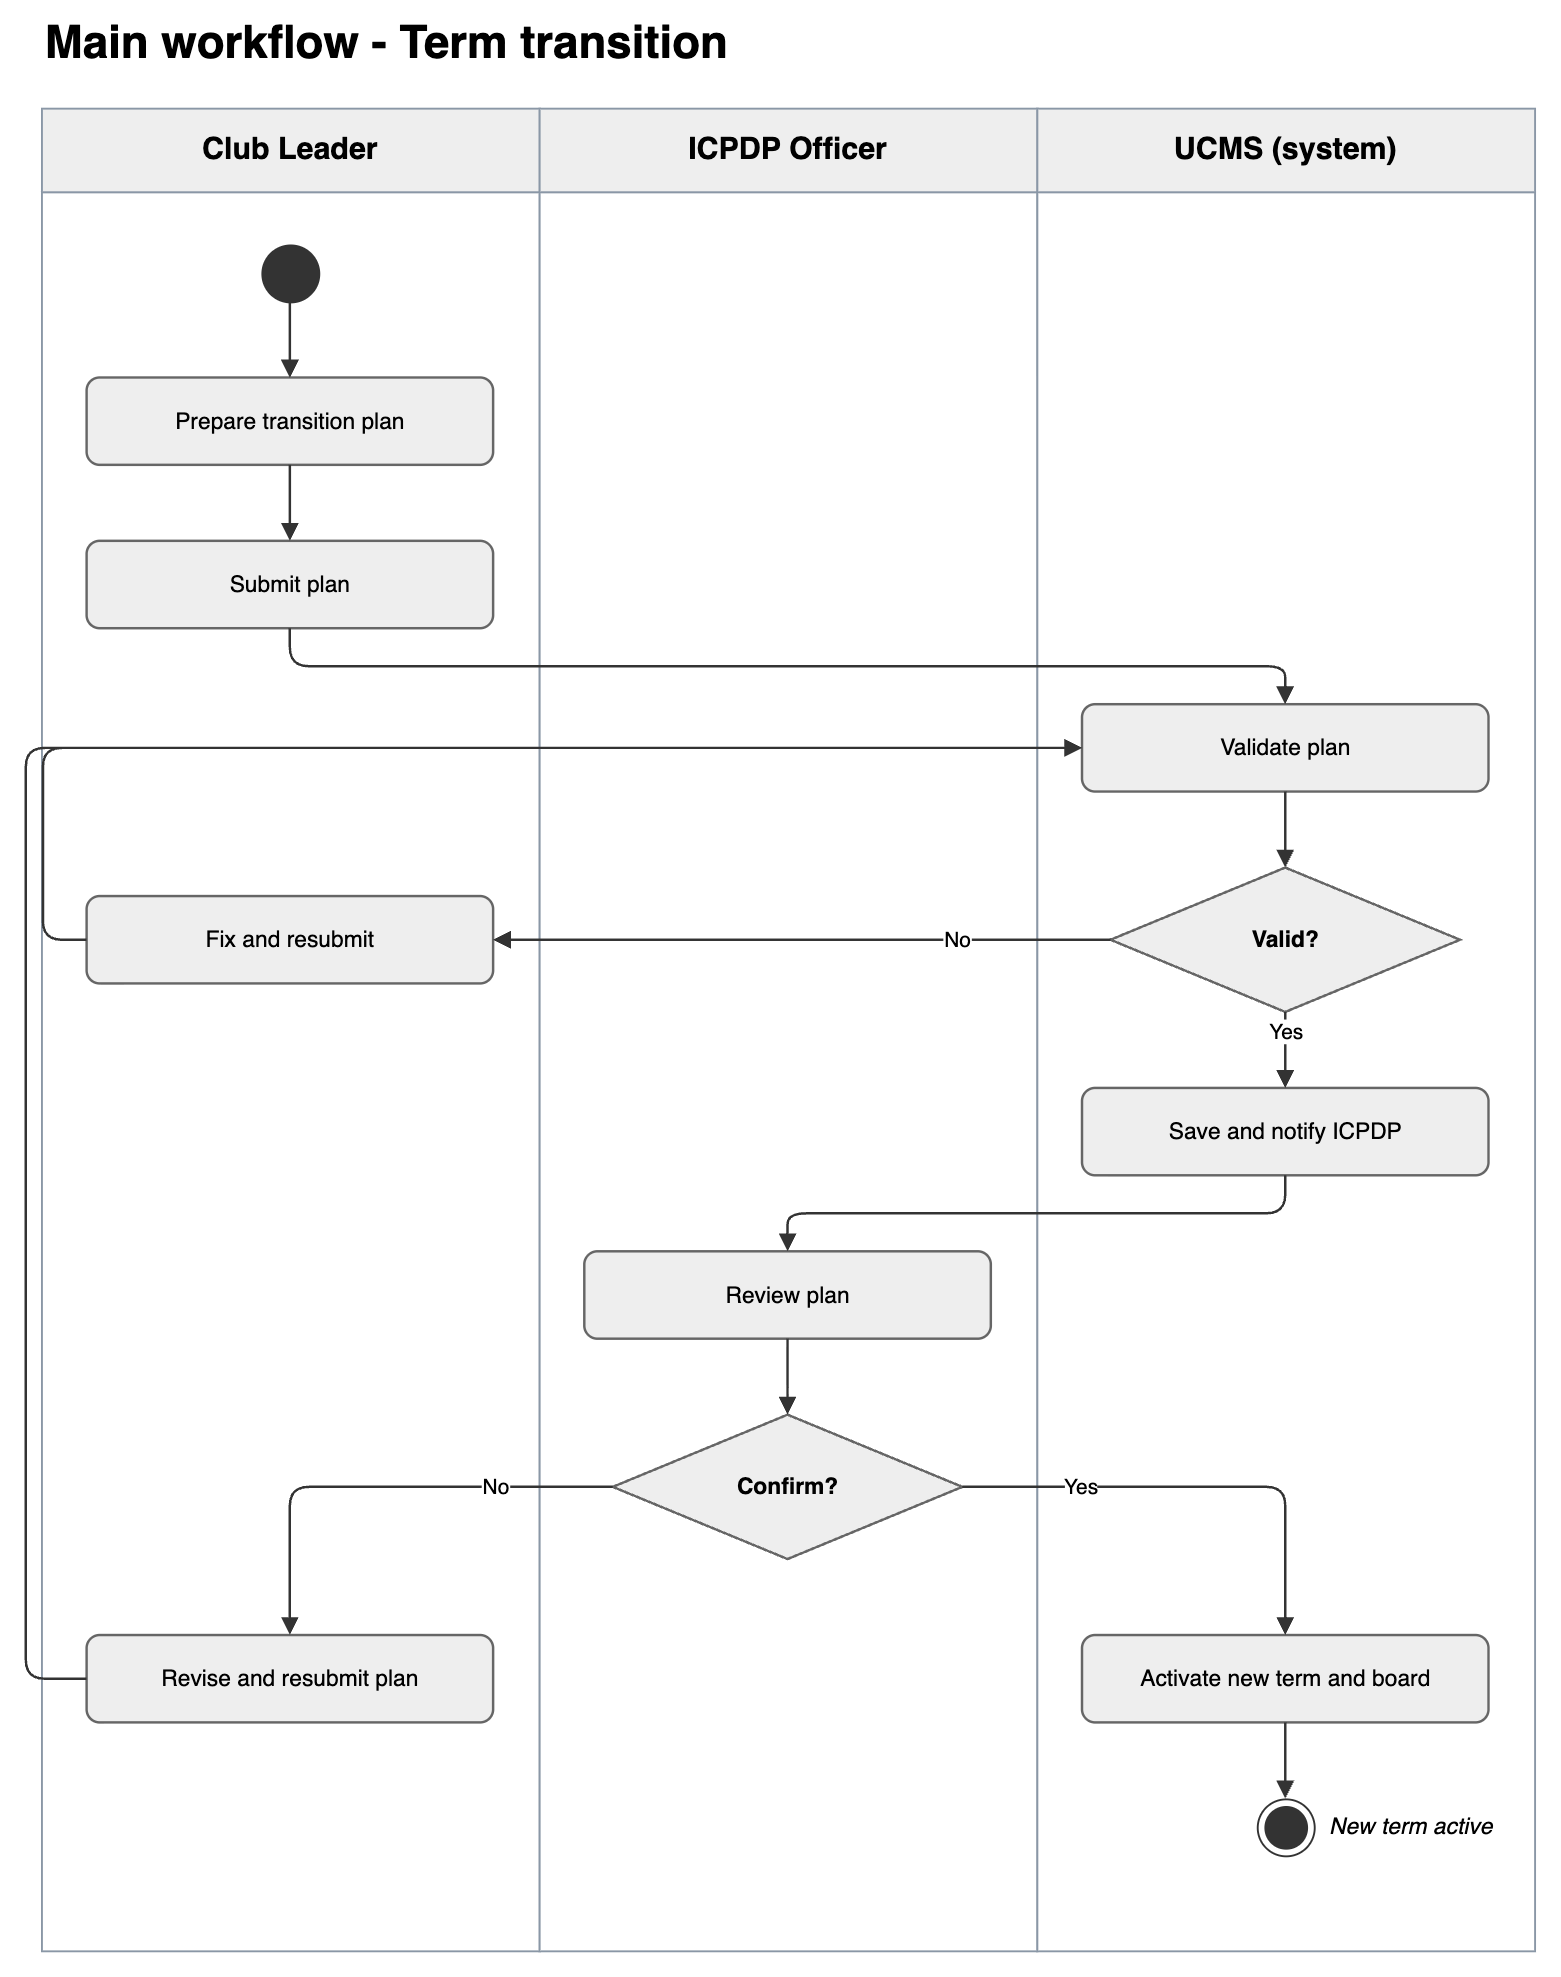 Main workflow - Term transition
Club Leader
ICPDP Officer
UCMS (system)
Prepare transition plan
Submit plan
Validate plan
Fix and resubmit
No
Valid?
Yes
Save and notify ICPDP
Review plan
No
Confirm?
Yes
Revise and resubmit plan
Activate new term and board
New term active